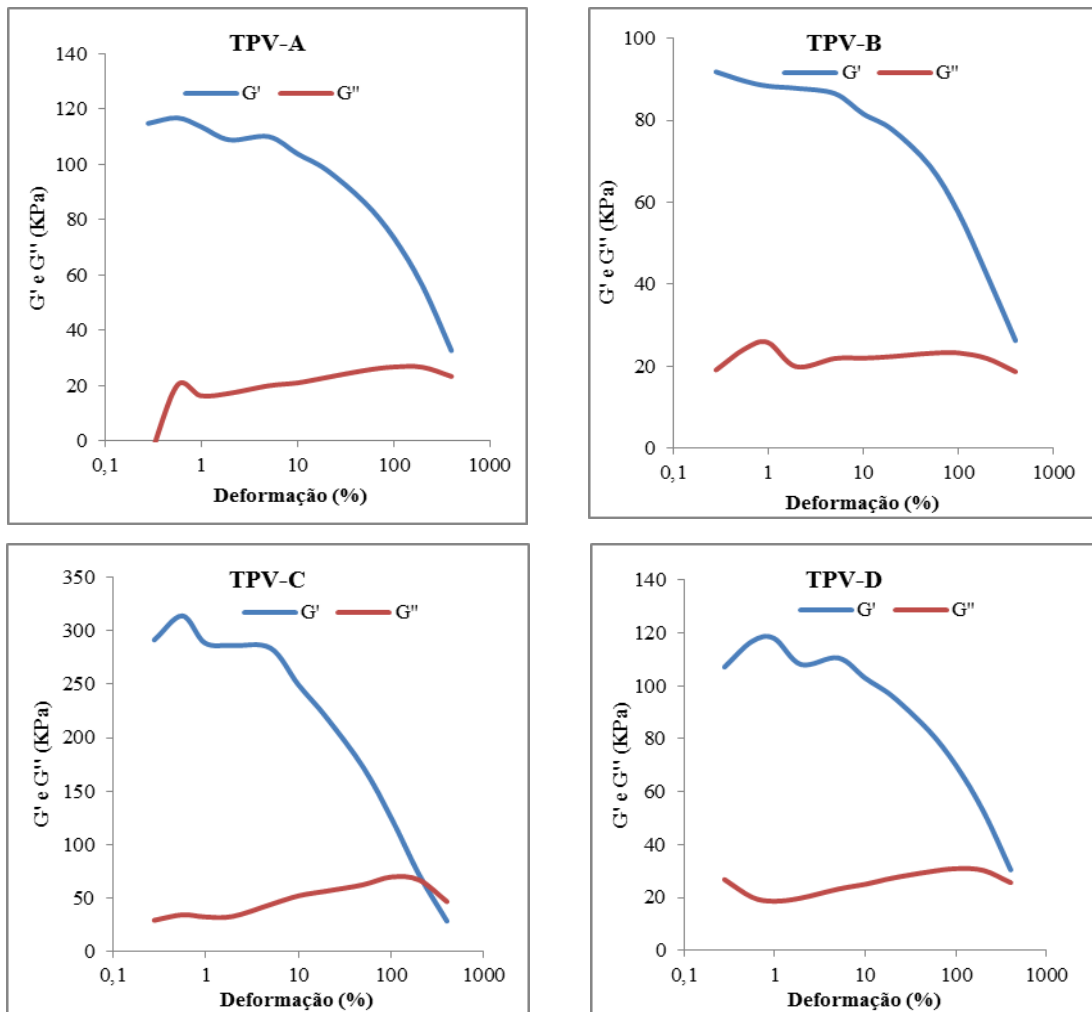 TPV-A
G' G"
140
120
100
80
60
40
20
0
G' e G" (KPa)
0,1 1 10 100 1000
Deformação (%)
TPV-B
G' G"
100
80
60
40
20
0
G' e G" (KPa)
0,1 1 10 100 1000
Deformação (%)
TPV-C
G' G"
350
300
250
200
150
100
50
0
G' e G" (KPa)
0,1 1 10 100 1000
Deformação (%)
TPV-D
G' G"
140
120
100
80
60
40
20
0
G' e G" (KPa)
0,1 1 10 100 1000
Deformação (%)